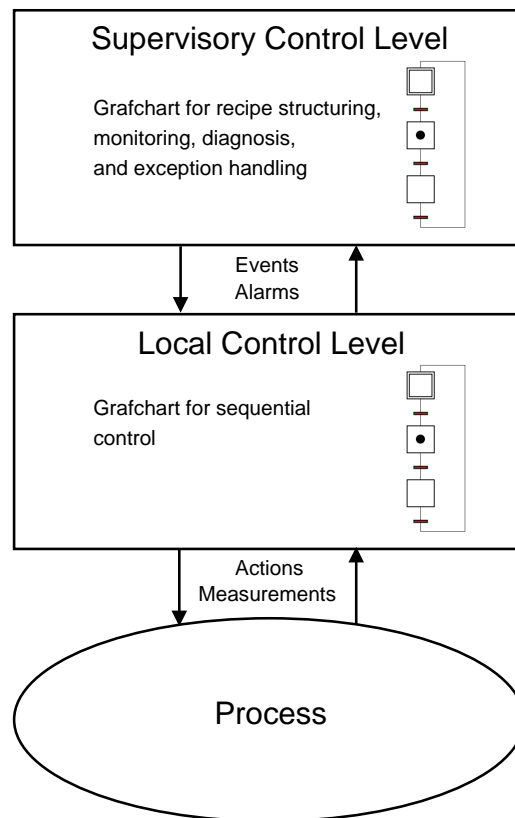 Supervisory Control Level
Grafchart for recipe structuring,
monitoring, diagnosis,
and exception handling
Events
Alarms
Local Control Level
Grafchart for sequential
control
Actions
Measurements
Process